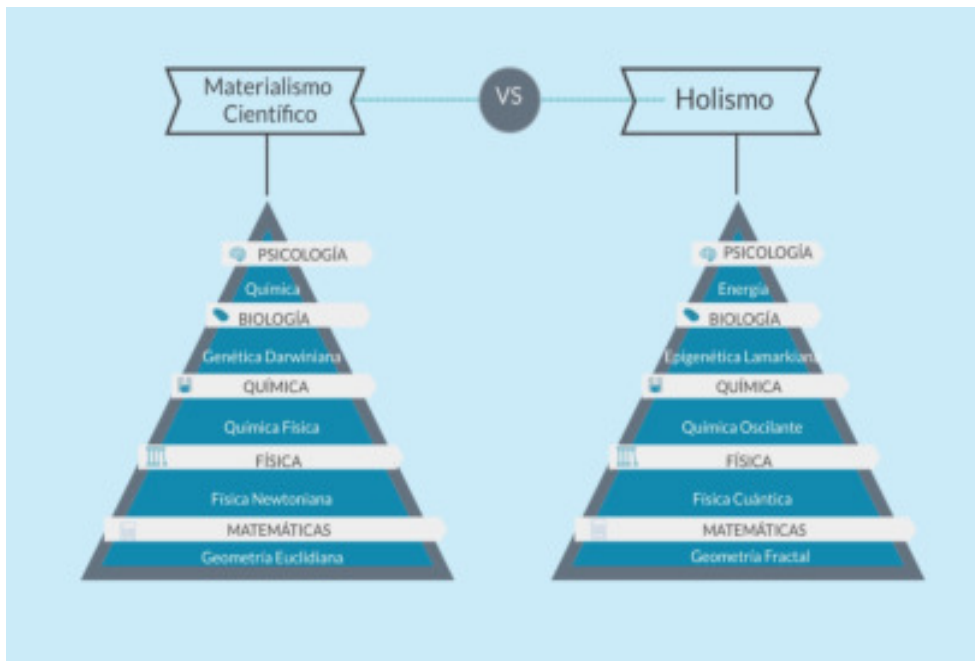 Materialismo
Científico
VS
Holismo
PSICOLOGÍA
Química
BIOLOGÍA
Genética Darwiniana
QUÍMICA
Química Física
FÍSICA
Física Newtoniana
MATEMÁTICAS
Geometría Euclidiana
PSICOLOGÍA
Energía
BIOLOGÍA
Epigenética Lamarkiana
QUÍMICA
Química Oscilante
FÍSICA
Física Cuántica
MATEMÁTICAS
Geometría Fractal